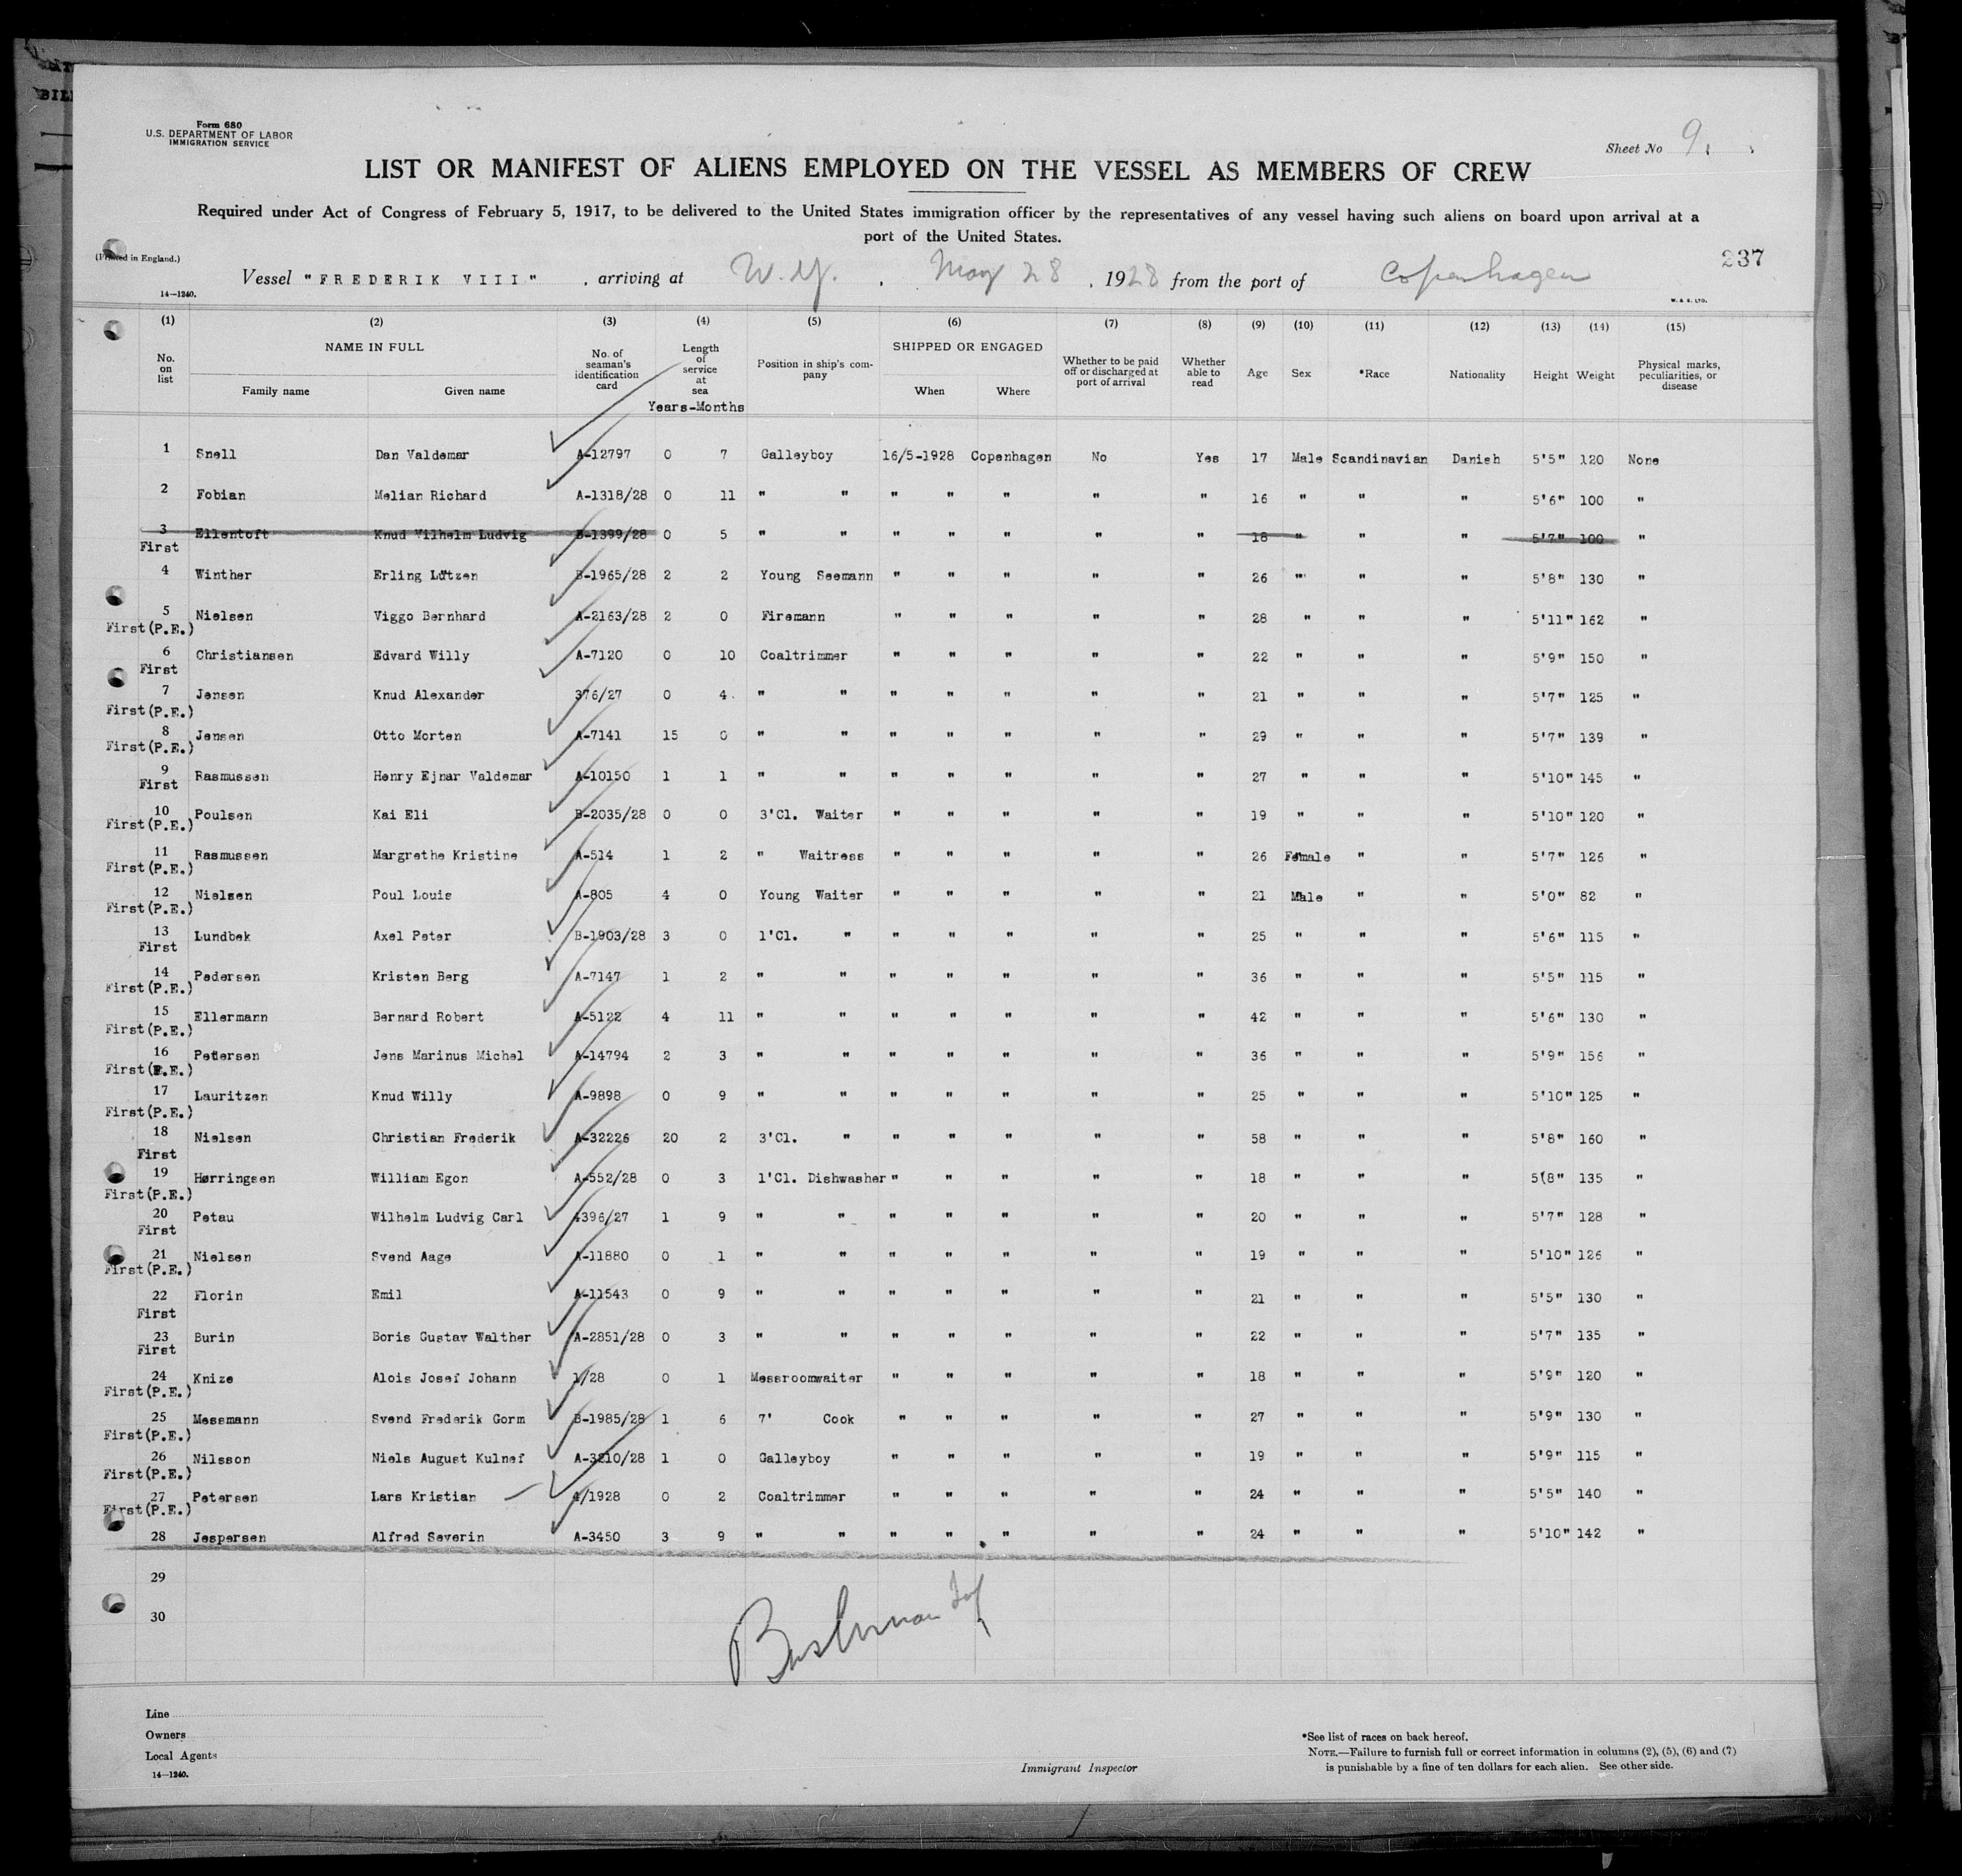 Form 680
U.S. DEPARTMENT OF LABOR
IMMIGRATION SERVICE
Sheet No 9.
LIST OR MANIFEST OF ALIENS EMPLOYED ON THE VESSEL AS MEMBERS OF CREW
Required under Act of Congress of February 5, 1917, to be delivered to the United States immigration officer by the representatives of any vessel having such aliens on board upon arrival at a
port of the United States.
(Printed in England.)
237
Vessel "FREDERIK VIII" , arriving at N.Y. , May 28 , 1928 from the port of Copenhagen
14—1240.
W. & S. LTD.
(1) (2) (3) (4) (5) (6) (7) (8) (9) (10) (11) (12) (13) (14) (15)
No. on list NAME IN FULL Family name Given name No. of seaman's identification card Length of service at sea Years-Months Position in ship's company SHIPPED OR ENGAGED When Where Whether to be paid off or discharged at port of arrival Whether able to read Age Sex *Race Nationality Height Weight Physical marks, peculiarities, or disease
1 Snell Dan Valdemar A-12797 0 7 Galleyboy 16/5-1928 Copenhagen No Yes 17 Male Scandinavian Danish 5'5" 120 None
2 Fobian Melian Richard A-1318/28 0 11 " " " " " " " 16 " " " 5'6" 100 "
3 Ellentoft Knud Vilhelm Ludvig B-1399/28 0 5 " " " " " " " 18 " " " 5'7" 100 "
First
4 Winther Erling Lützen B-1965/28 2 2 Young Seemann " " " " " 26 " " " 5'8" 130 "
5 Nielsen Viggo Bernhard A-2163/28 2 0 Firemann " " " " " 28 " " " 5'11" 162 "
First(P.E.)
6 Christiansen Edvard Willy A-7120 0 10 Coaltrimmer " " " " " 22 " " " 5'9" 150 "
First
7 Jensen Knud Alexander 376/27 0 4 " " " " " " " 21 " " " 5'7" 125 "
First(P.E.)
8 Jensen Otto Morten A-7141 15 0 " " " " " " " 29 " " " 5'7" 139 "
First(P.E.)
9 Rasmussen Henry Ejnar Valdemar A-10150 1 1 " " " " " " " 27 " " " 5'10" 145 "
First
10 Poulsen Kai Eli B-2035/28 0 0 3'Cl. Waiter " " " " " 19 " " " 5'10" 120 "
First(P.E.)
11 Rasmussen Margrethe Kristine A-514 1 2 " Waitress " " " " " 26 Female " " 5'7" 126 "
First(P.E.)
12 Nielsen Poul Louis A-805 4 0 Young Waiter " " " " " 21 Male " " 5'0" 82 "
First(P.E.)
13 Lundbek Axel Peter B-1903/28 3 0 1'Cl. " " " " " " 25 " " " 5'6" 115 "
First
14 Pedersen Kristen Berg A-7147 1 2 " " " " " " " 36 " " " 5'5" 115 "
First(P.E.)
15 Ellermann Bernard Robert A-5122 4 11 " " " " " " " 42 " " " 5'6" 130 "
First(P.E.)
16 Petersen Jens Marinus Michel A-14794 2 3 " " " " " " " 36 " " " 5'9" 156 "
First(P.E.)
17 Lauritzen Knud Willy A-9898 0 9 " " " " " " " 25 " " " 5'10" 125 "
First(P.E.)
18 Nielsen Christian Frederik A-32226 20 2 3'Cl. " " " " " " 58 " " " 5'8" 160 "
First
19 Hørringsen William Egon A-552/28 0 3 1'Cl. Dishwasher " " " " " 18 " " " 5(8" 135 "
First(P.E.)
20 Petau Wilhelm Ludvig Carl 4396/27 1 9 " " " " " " " 20 " " " 5'7" 128 "
First
21 Nielsen Svend Aage A-11880 0 1 " " " " " " " 19 " " " 5'10" 126 "
First(P.E.)
22 Florin Emil A-11543 0 9 " " " " " " " 21 " " " 5'5" 130 "
First
23 Burin Boris Gustav Walther A-2851/28 0 3 " " " " " " " 22 " " " 5'7" 135 "
First
24 Knize Alois Josef Johann 1/28 0 1 Messroomwaiter " " " " " 18 " " " 5'9" 120 "
First(P.E.)
25 Messmann Svend Frederik Gorm B-1985/28 1 6 7' Cook " " " " " 27 " " " 5'9" 130 "
First(P.E.)
26 Nilsson Niels August Kulnef A-3210/28 1 0 Galleyboy " " " " " 19 " " " 5'9" 115 "
First(P.E.)
27 Petersen Lars Kristian 4/1928 0 2 Coaltrimmer " " " " " 24 " " " 5'5" 140 "
First(P.E.)
28 Jespersen Alfred Severin A-3450 3 9 " " " " " " " 24 " " " 5'10" 142 "
29
30
Line
Owners
Local Agents
14—1240.
Immigrant Inspector
*See list of races on back hereof.
NOTE.—Failure to furnish full or correct information in columns (2), (5), (6) and (7)
is punishable by a fine of ten dollars for each alien. See other side.